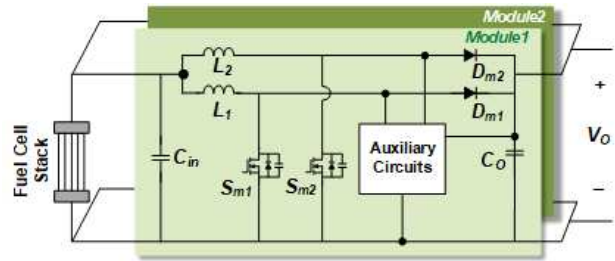 Module2
Module1
L2
L1
Dm2
Dm1
Fuel Cell
Stack
Cin
Sm1
Sm2
Auxiliary
Circuits
CO
+
VO
–